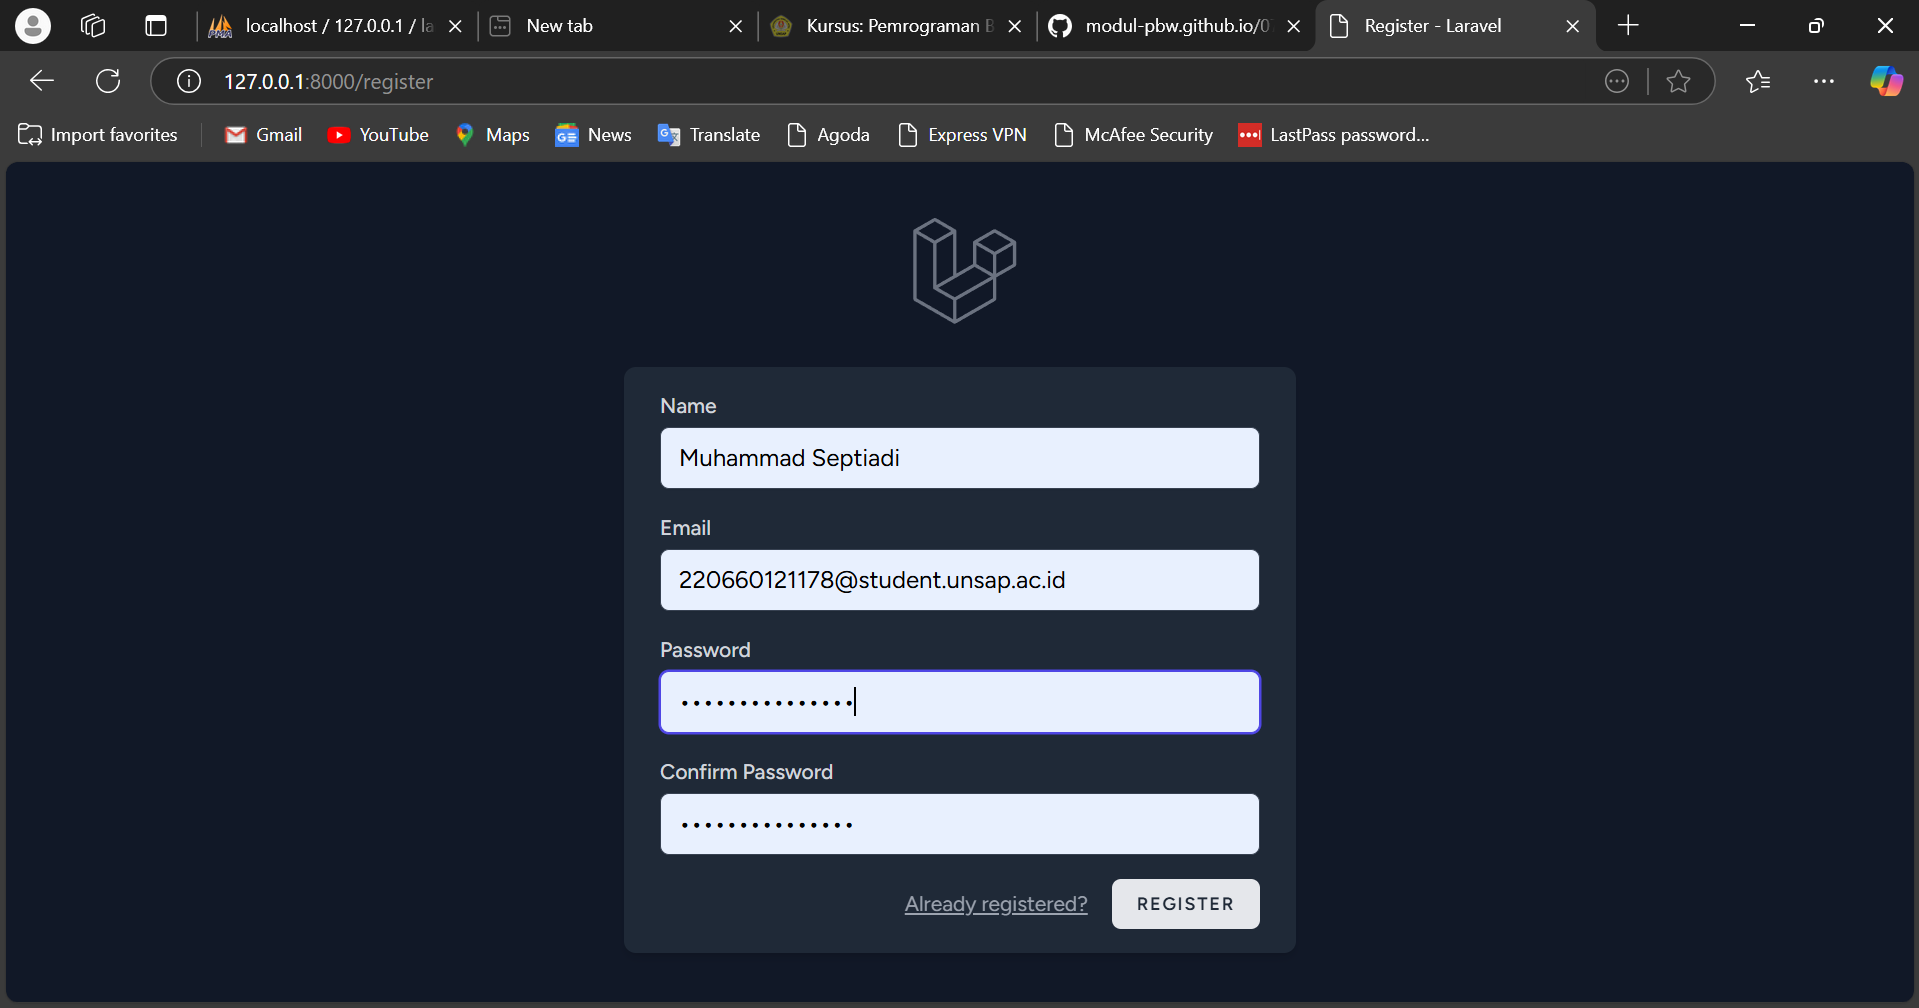 localhost / 127.0.0.1 / la
New tab
Kursus: Pemrograman B
modul-pbw.github.io/0
Register - Laravel
127.0.0.1:8000/register
Import favorites
Gmail
YouTube
Maps
News
Translate
Agoda
Express VPN
McAfee Security
LastPass password...
Name
Muhammad Septiadi
Email
220660121178@student.unsap.ac.id
Password
Confirm Password
Already registered?
REGISTER